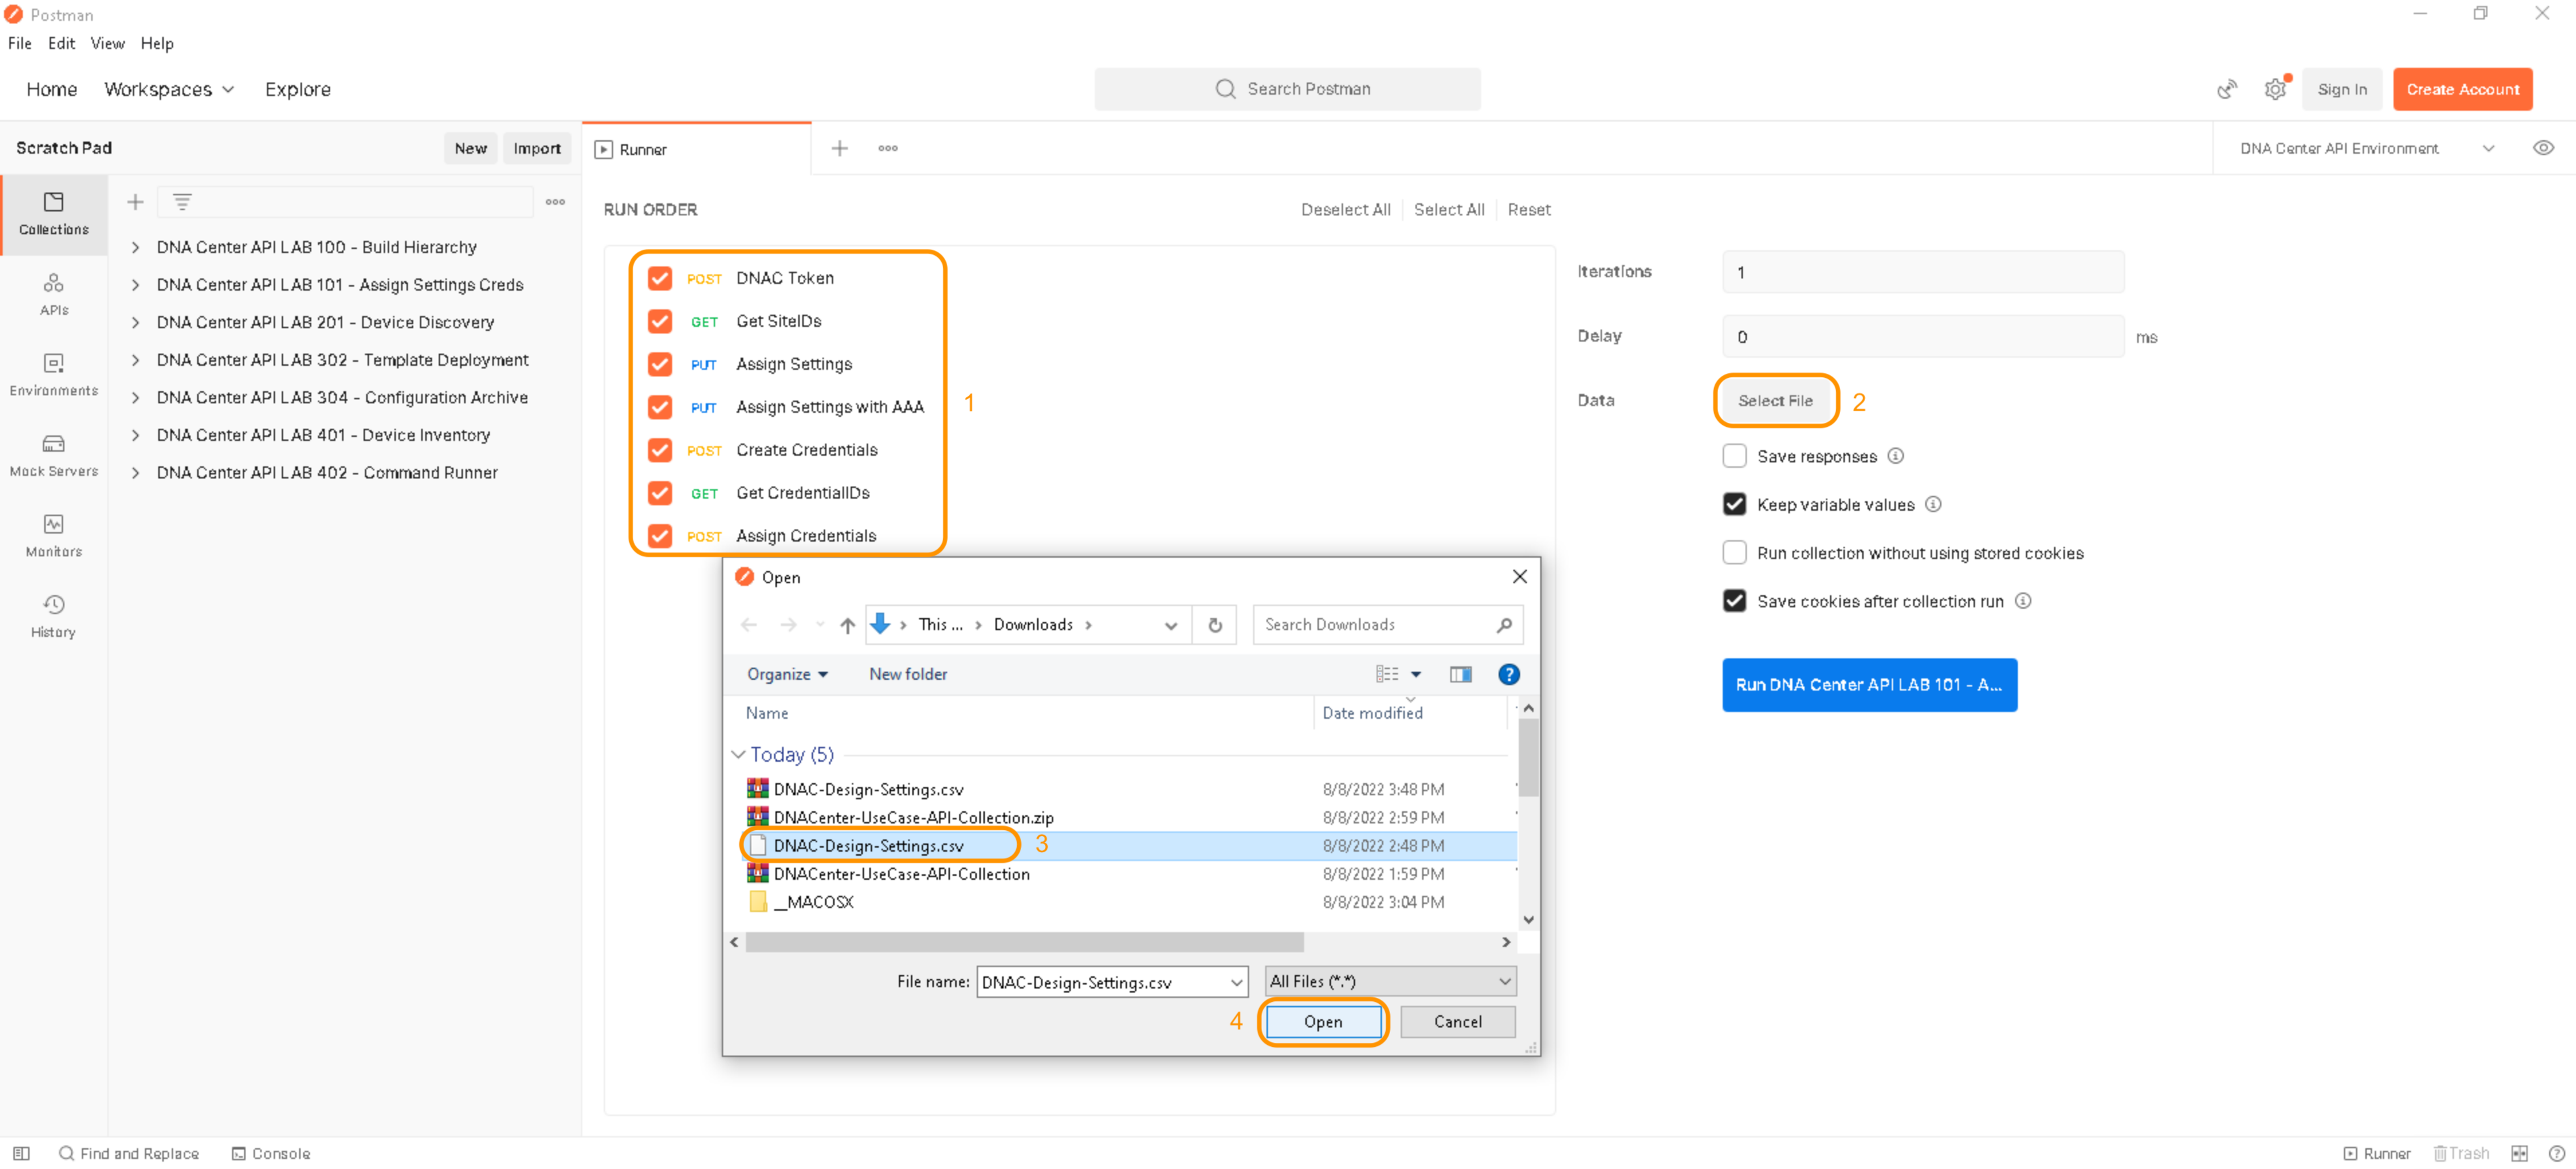 Postman
File Edit View Help
Home Workspaces Explore
Search Postman
Sign In
Create Account
Scratch Pad
New
Import
Runner
DNA Center API Environment
Collections
APIs
Environments
Mock Servers
Monitors
History
DNA Center API LAB 100 - Build Hierarchy
DNA Center API LAB 101 - Assign Settings Creds
DNA Center API LAB 201 - Device Discovery
DNA Center API LAB 302 - Template Deployment
DNA Center API LAB 304 - Configuration Archive
DNA Center API LAB 401 - Device Inventory
DNA Center API LAB 402 - Command Runner
RUN ORDER
Deselect All Select All Reset
POST DNAC Token
GET Get SiteIDs
PUT Assign Settings
PUT Assign Settings with AAA
POST Create Credentials
GET Get CredentialIDs
POST Assign Credentials
1
Iterations 1
Delay 0 ms
Data Select File 2
Save responses
Keep variable values
Run collection without using stored cookies
Save cookies after collection run
Run DNA Center API LAB 101 - A...
Open
This ... Downloads
Search Downloads
Organize New folder
Name Date modified
Today (5)
DNAC-Design-Settings.csv 8/8/2022 3:48 PM
DNACenter-UseCase-API-Collection.zip 8/8/2022 2:59 PM
DNAC-Design-Settings.csv 3 8/8/2022 2:48 PM
DNACenter-UseCase-API-Collection 8/8/2022 1:59 PM
__MACOSX 8/8/2022 3:04 PM
File name: DNAC-Design-Settings.csv All Files (*.*)
4 Open Cancel
Find and Replace Console
Runner Trash